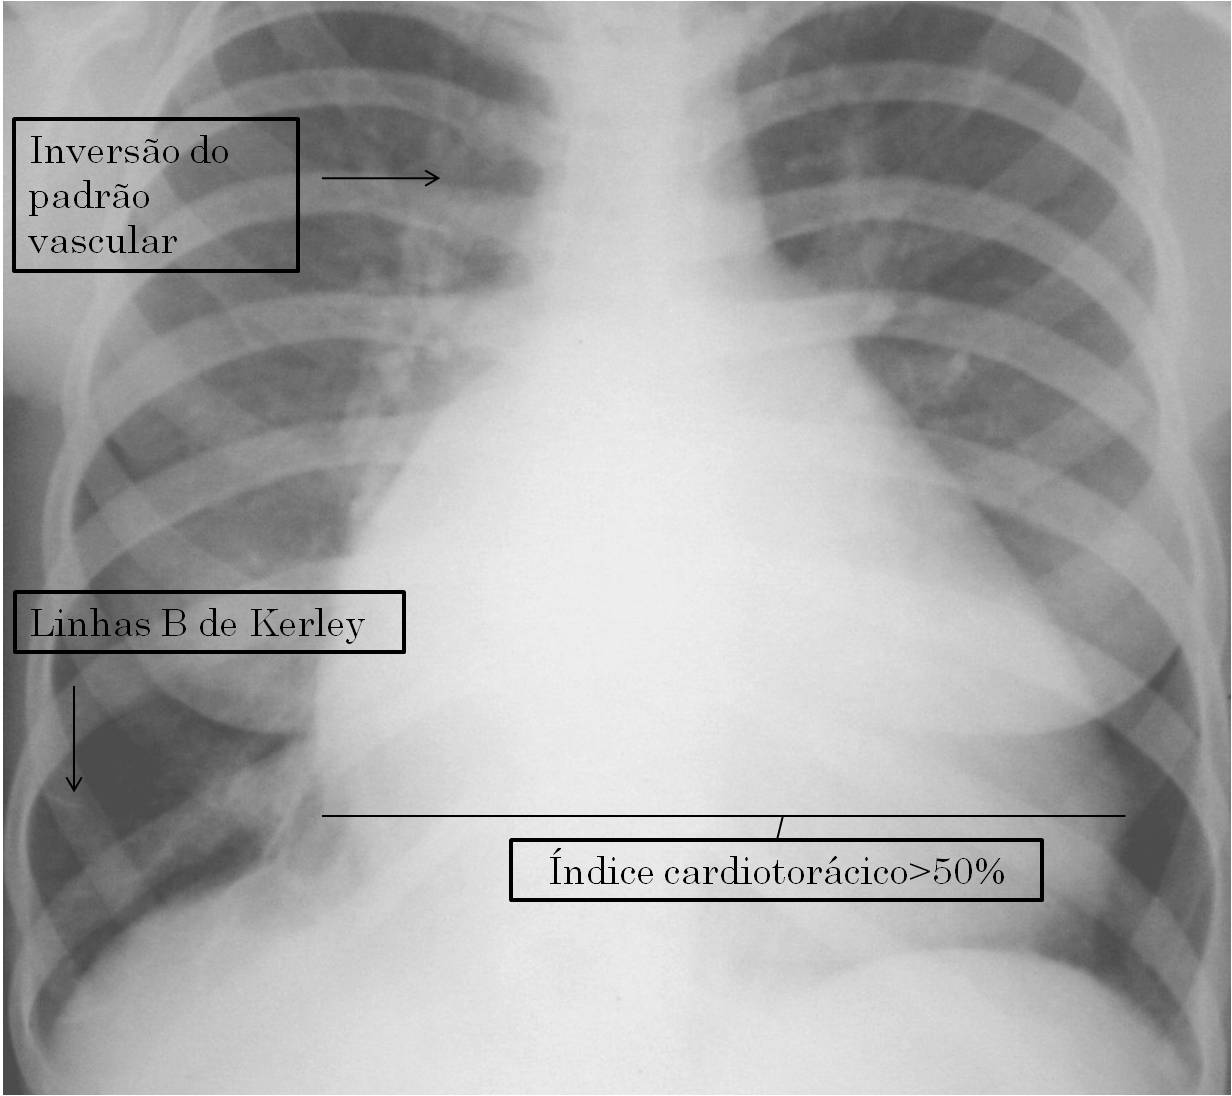 Inversão do
padrão
vascular
Linhas B de Kerley
Índice cardiotorácico>50%